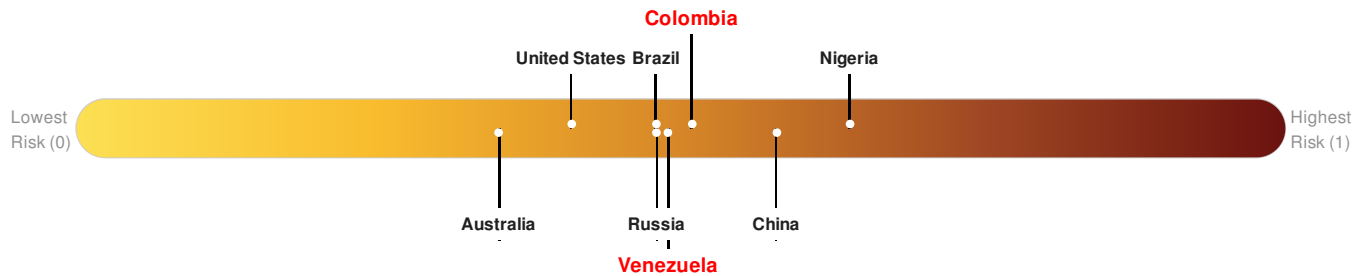 Colombia
United States Brazil Nigeria
Lowest
Risk (0)
Highest
Risk (1)
Australia Russia China
Venezuela